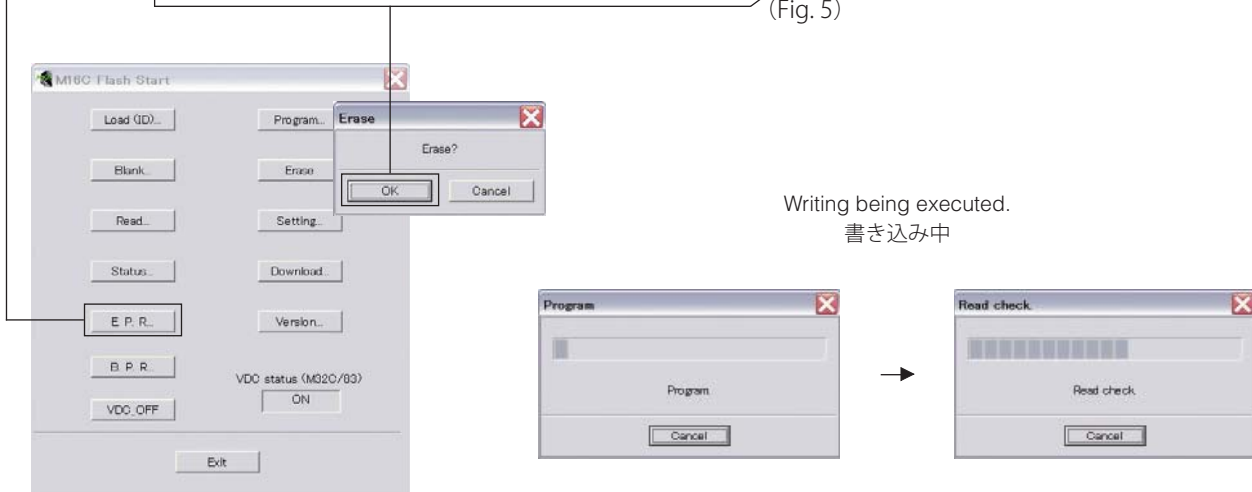 (Fig. 5)
M16C Flash Start
Load (ID)...
Program...
Blank...
Erase
Read...
Setting...
Status...
Download...
E. P. R...
Version...
B. P. R...
VDC status (M32C/83)
ON
VDC_OFF
Exit
Erase
Erase?
OK
Cancel
Writing being executed.
書き込み中
Program
Program
Cancel
Read check.
Read check.
Cancel